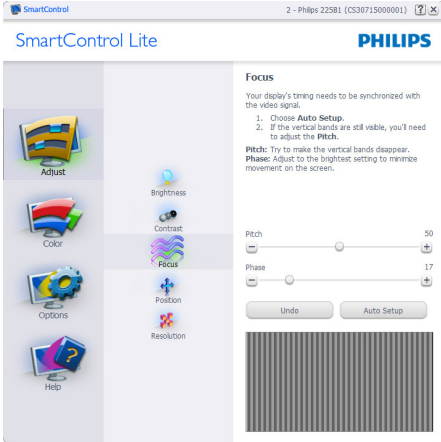 SmartControl
2 - Philips 225B1 (CS30715000001)
?
X
SmartControl Lite
PHILIPS
Adjust
Color
Options
Help
Brightness
Contrast
Focus
Position
Resolution
Focus
Your display's timing needs to be synchronized with
the video signal.
1. Choose Auto Setup.
2. If the vertical bands are still visible, you'll need
to adjust the Pitch.
Pitch: Try to make the vertical bands disappear.
Phase: Adjust to the brightest setting to minimize
movement on the screen.
Pitch 50
Phase 17
Undo
Auto Setup